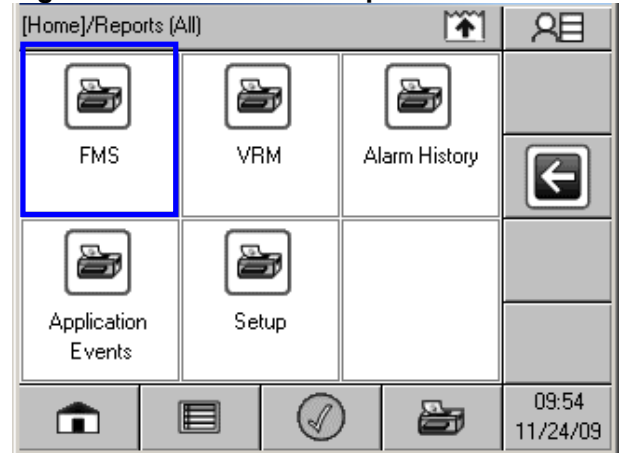 [Home]/Reports (All)
FMS
VRM
Alarm History
Application
Events
Setup
09:54
11/24/09